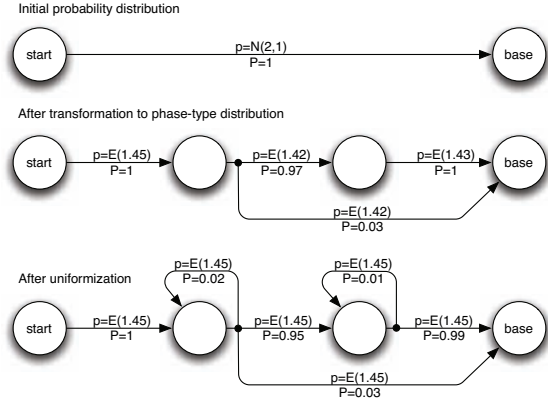 Initial probability distribution
start
p=N(2,1)
P=1
base
After transformation to phase-type distribution
start
p=E(1.45)
P=1
p=E(1.42)
P=0.97
p=E(1.43)
P=1
base
p=E(1.42)
P=0.03
After uniformization
p=E(1.45)
P=0.02
p=E(1.45)
P=0.01
start
p=E(1.45)
P=1
p=E(1.45)
P=0.95
p=E(1.45)
P=0.99
base
p=E(1.45)
P=0.03